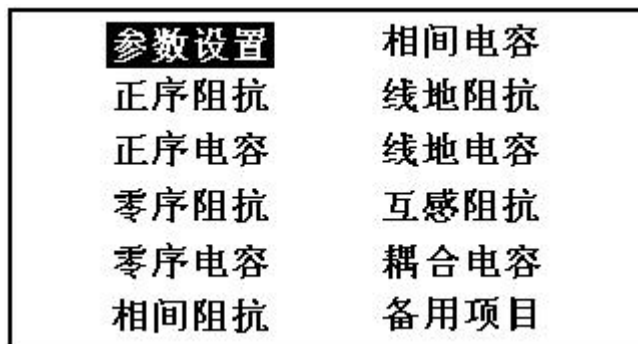 参数设置
正序阻抗
正序电容
零序阻抗
零序电容
相间阻抗
相间电容
线地阻抗
线地电容
互感阻抗
耦合电容
备用项目